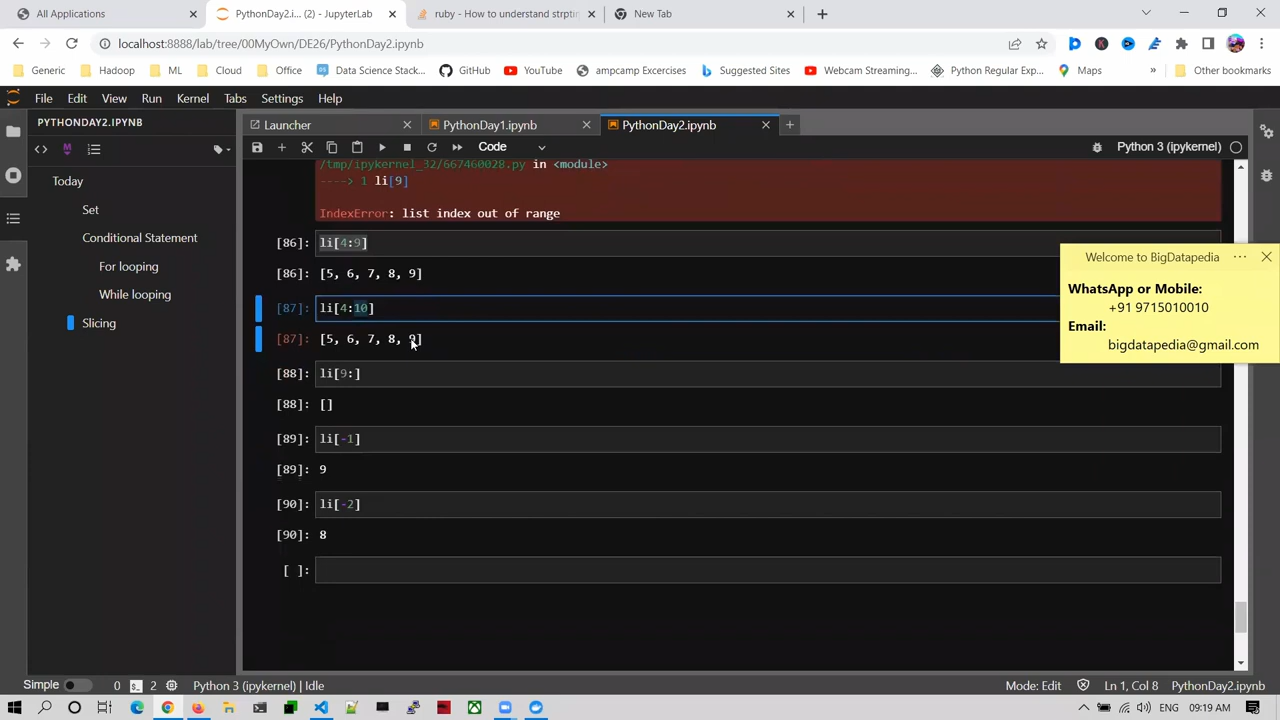 All Applications
PythonDay2.i... (2) - JupyterLab
ruby - How to understand strptin
New Tab
localhost:8888/lab/tree/00MyOwn/DE26/PythonDay2.ipynb
Generic
Hadoop
ML
Cloud
Office
Data Science Stack...
GitHub
YouTube
ampcamp Excercises
Suggested Sites
Webcam Streaming...
Python Regular Exp...
Maps
»
Other bookmarks
File Edit View Run Kernel Tabs Settings Help
PYTHONDAY2.IPYNB
Today
Set
Conditional Statement
For looping
While looping
Slicing
Launcher
PythonDay1.ipynb
PythonDay2.ipynb
Code
Python 3 (ipykernel)
/tmp/ipykernel_32/667460028.py in <module>
----> 1 li[9]
IndexError: list index out of range
[86]: li[4:9]
[86]: [5, 6, 7, 8, 9]
[87]: li[4:10]
[87]: [5, 6, 7, 8, 9]
[88]: li[9:]
[88]: []
[89]: li[-1]
[89]: 9
[90]: li[-2]
[90]: 8
[ ]:
Welcome to BigDatapedia
WhatsApp or Mobile:
+91 9715010010
Email:
bigdatapedia@gmail.com
Simple 0 2 Python 3 (ipykernel) | Idle
Mode: Edit Ln 1, Col 8 PythonDay2.ipynb
ENG 09:19 AM